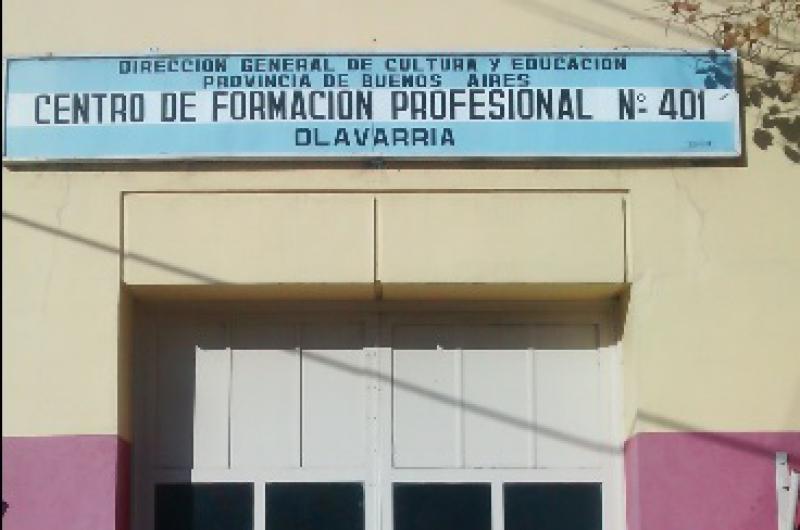 DIRECCION GENERAL DE CULTURA Y EDUCACION
PROVINCIA DE BUENOS AIRES
CENTRO DE FORMACION PROFESIONAL Nº 401
OLAVARRIA